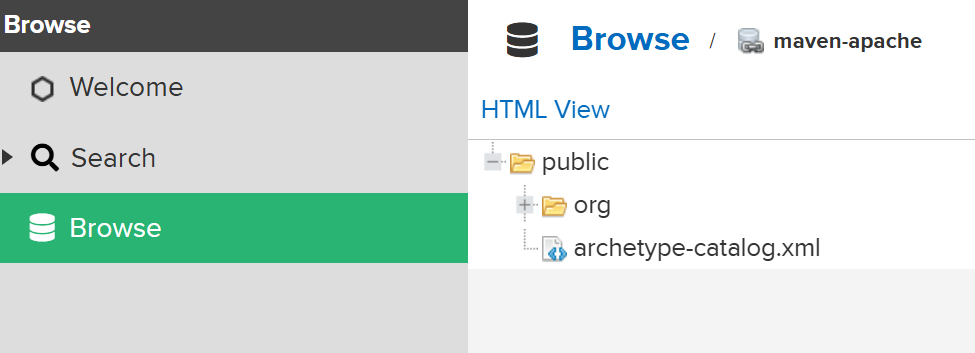 Browse
Welcome
Search
Browse
Browse / maven-apache
HTML View
public
org
archetype-catalog.xml